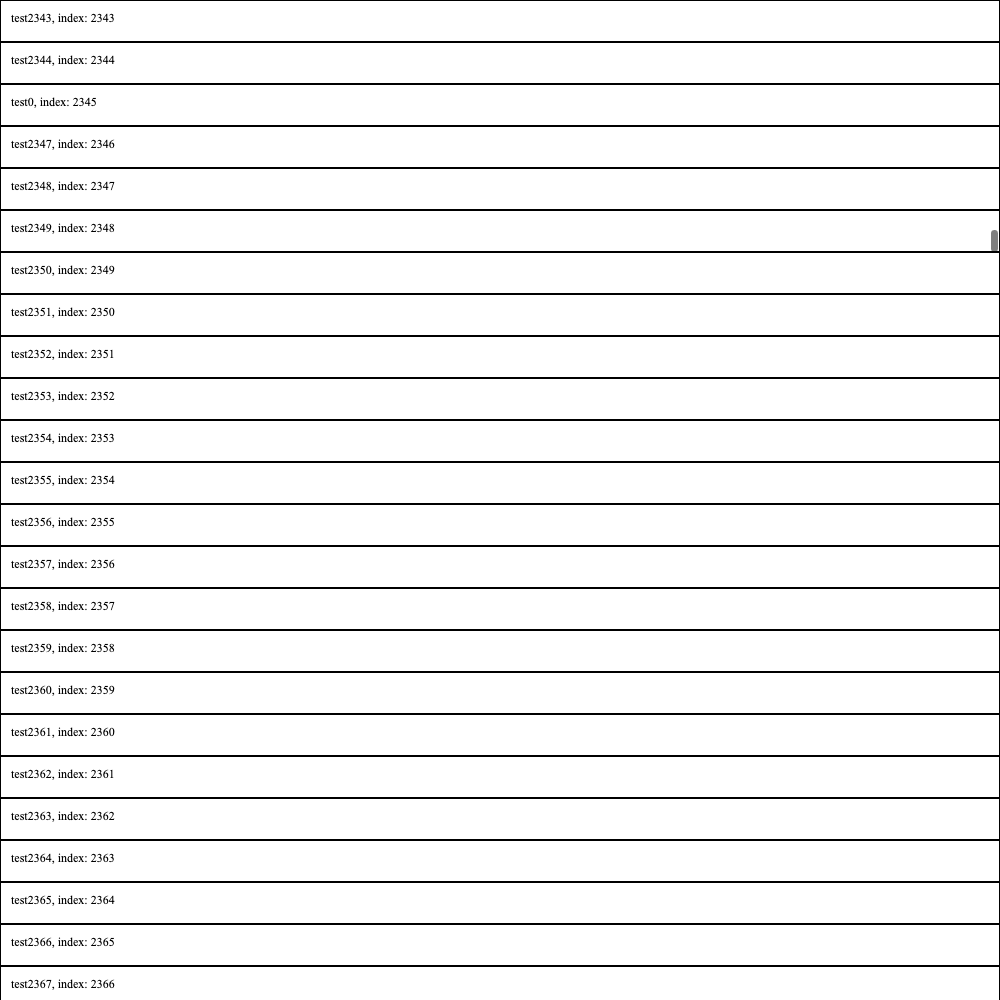 test2343, index: 2343
test2344, index: 2344
test0, index: 2345
test2347, index: 2346
test2348, index: 2347
test2349, index: 2348
test2350, index: 2349
test2351, index: 2350
test2352, index: 2351
test2353, index: 2352
test2354, index: 2353
test2355, index: 2354
test2356, index: 2355
test2357, index: 2356
test2358, index: 2357
test2359, index: 2358
test2360, index: 2359
test2361, index: 2360
test2362, index: 2361
test2363, index: 2362
test2364, index: 2363
test2365, index: 2364
test2366, index: 2365
test2367, index: 2366